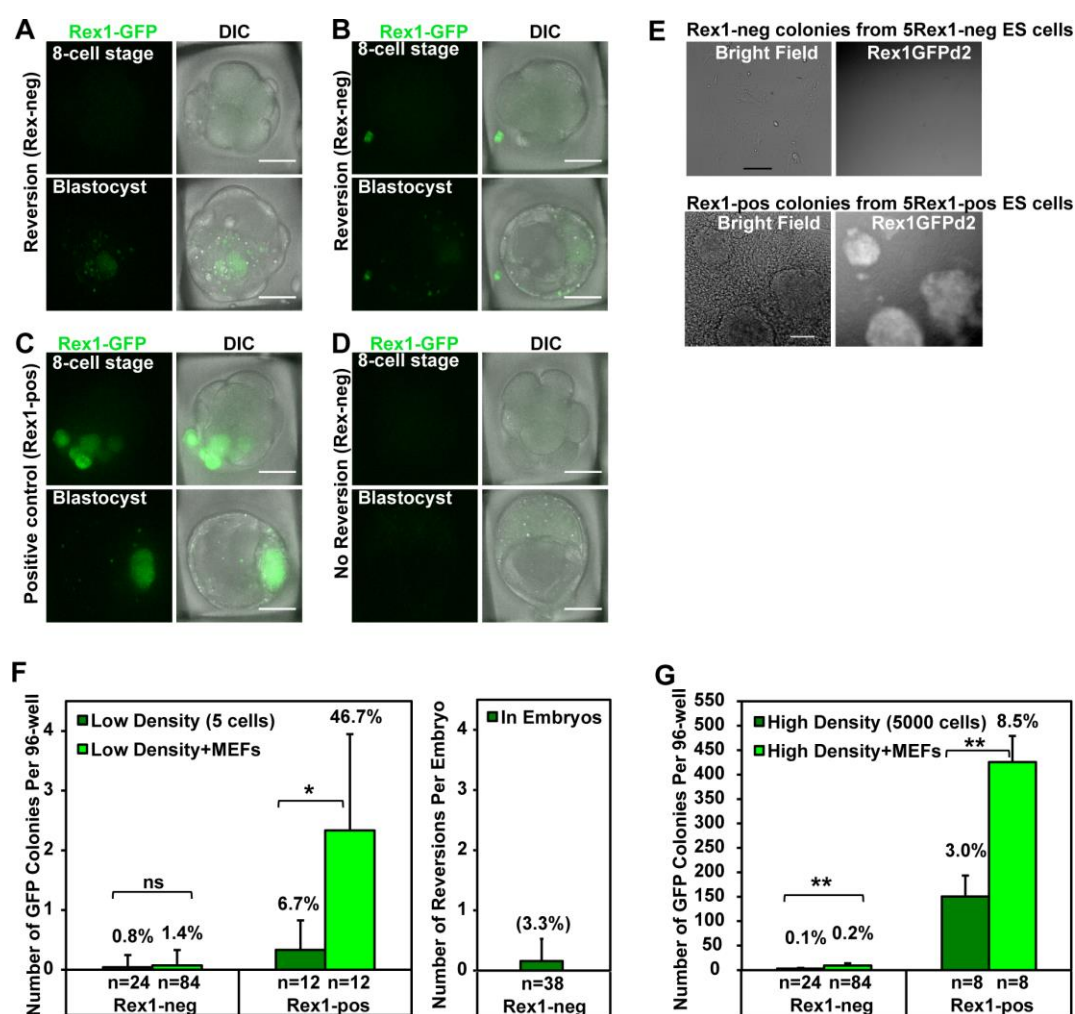 A
Rex1-GFP
DIC
Reversion (Rex-neg)
8-cell stage
Blastocyst
B
Rex1-GFP
DIC
Reversion (Rex-neg)
8-cell stage
Blastocyst
C
Rex1-GFP
DIC
Positive control (Rex1-pos)
8-cell stage
Blastocyst
D
Rex1-GFP
DIC
No Reversion (Rex-neg)
8-cell stage
Blastocyst
E
Rex1-neg colonies from 5Rex1-neg ES cells
Bright Field
Rex1GFPd2
Rex1-pos colonies from 5Rex1-pos ES cells
Bright Field
Rex1GFPd2
F
Number of GFP Colonies Per 96-well
4
3
2
1
0
Low Density (5 cells)
Low Density+MEFs
46.7%
*
ns
6.7%
0.8%
1.4%
n=24 n=84
n=12 n=12
Rex1-neg
Rex1-pos
Number of Reversions Per Embryo
4
3
2
1
0
In Embryos
(3.3%)
n=38
Rex1-neg
G
Number of GFP Colonies Per 96-well
550
500
450
400
350
300
250
200
150
100
50
0
High Density (5000 cells)
High Density+MEFs
8.5%
**
3.0%
**
0.1%
0.2%
n=24 n=84
n=8
n=8
Rex1-neg
Rex1-pos